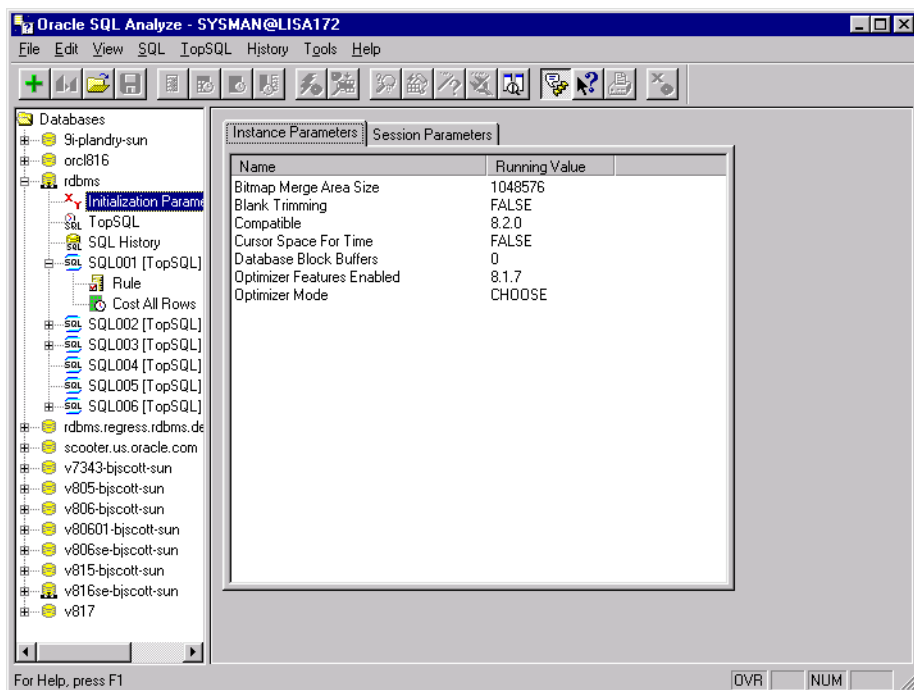 Oracle SQL Analyze - SYSMAN@LISA172
File Edit View SQL TopSQL History Tools Help
Databases
9i-plandry-sun
orcl816
rdbms
Initialization Parame
TopSQL
SQL History
SQL001 [TopSQL]
Rule
Cost All Rows
SQL002 [TopSQL]
SQL003 [TopSQL]
SQL004 [TopSQL]
SQL005 [TopSQL]
SQL006 [TopSQL]
rdbms.regress.rdbms.de
scooter.us.oracle.com
v7343-bjscott-sun
v805-bjscott-sun
v806-bjscott-sun
v80601-bjscott-sun
v806se-bjscott-sun
v815-bjscott-sun
v816se-bjscott-sun
v817
Instance Parameters Session Parameters
Name Running Value
Bitmap Merge Area Size 1048576
Blank Trimming FALSE
Compatible 8.2.0
Cursor Space For Time FALSE
Database Block Buffers 0
Optimizer Features Enabled 8.1.7
Optimizer Mode CHOOSE
For Help, press F1
OVR NUM